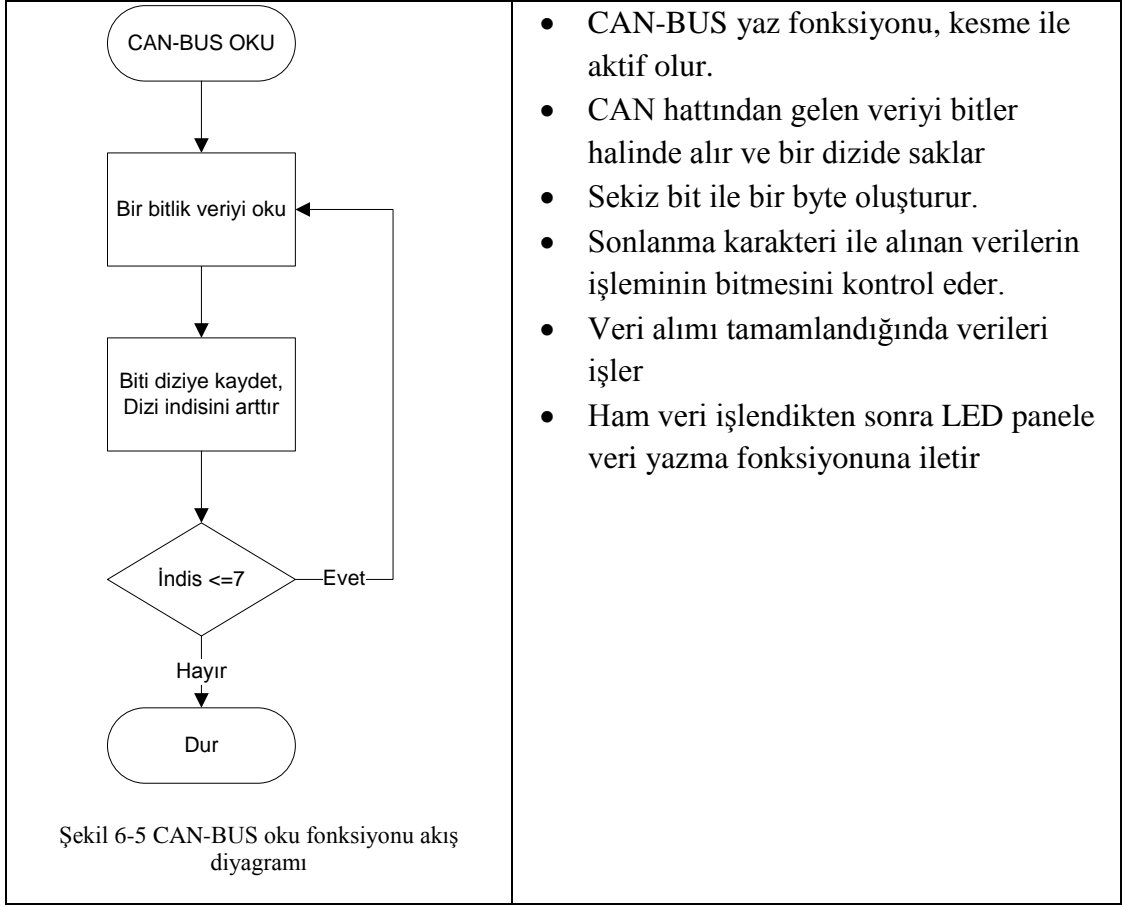 CAN-BUS OKU
Bir bitlik veriyi oku
Biti diziye kaydet,
Dizi indisini arttır
İndis <=7
Evet
Hayır
Dur
Şekil 6-5 CAN-BUS oku fonksiyonu akış
diyagramı
• CAN-BUS yaz fonksiyonu, kesme ile
aktif olur.
• CAN hattından gelen veriyi bitler
halinde alır ve bir dizide saklar
• Sekiz bit ile bir byte oluşturur.
• Sonlanma karakteri ile alınan verilerin
işleminin bitmesini kontrol eder.
• Veri alımı tamamlandığında verileri
işler
• Ham veri işlendikten sonra LED panele
veri yazma fonksiyonuna iletir